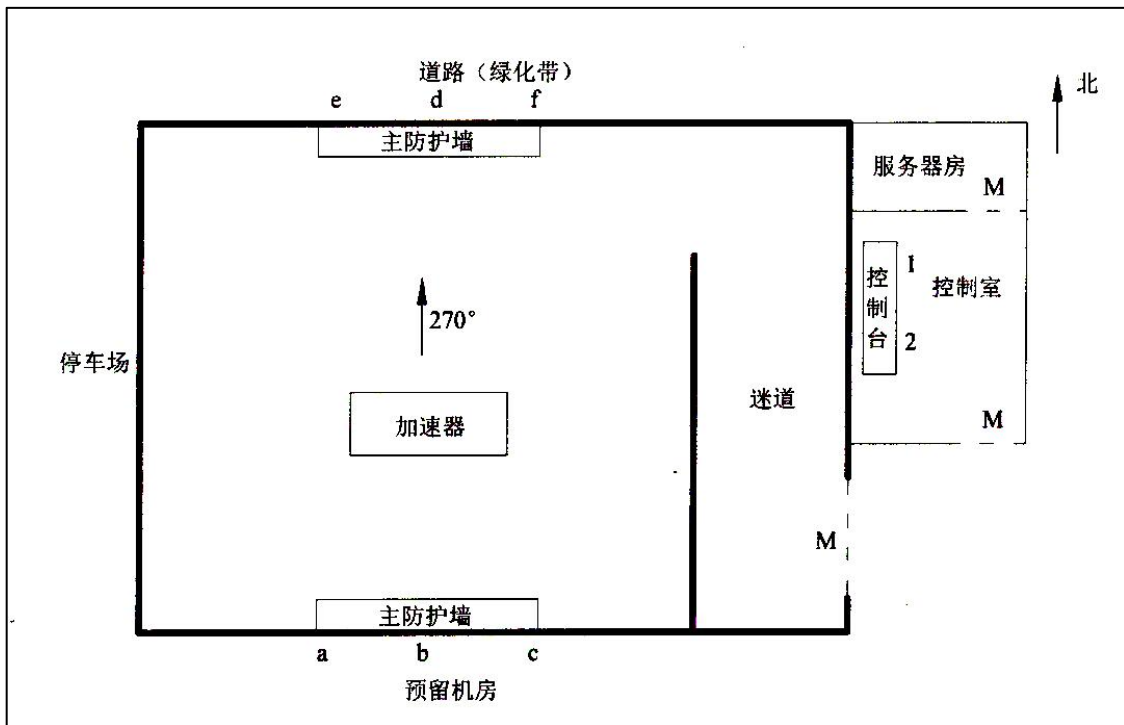 道路（绿化带）
e d f
北
主防护墙
服务器房
M
270°
控制台
1
控制室
2
停车场
迷道
加速器
M
M
主防护墙
a b c
预留机房